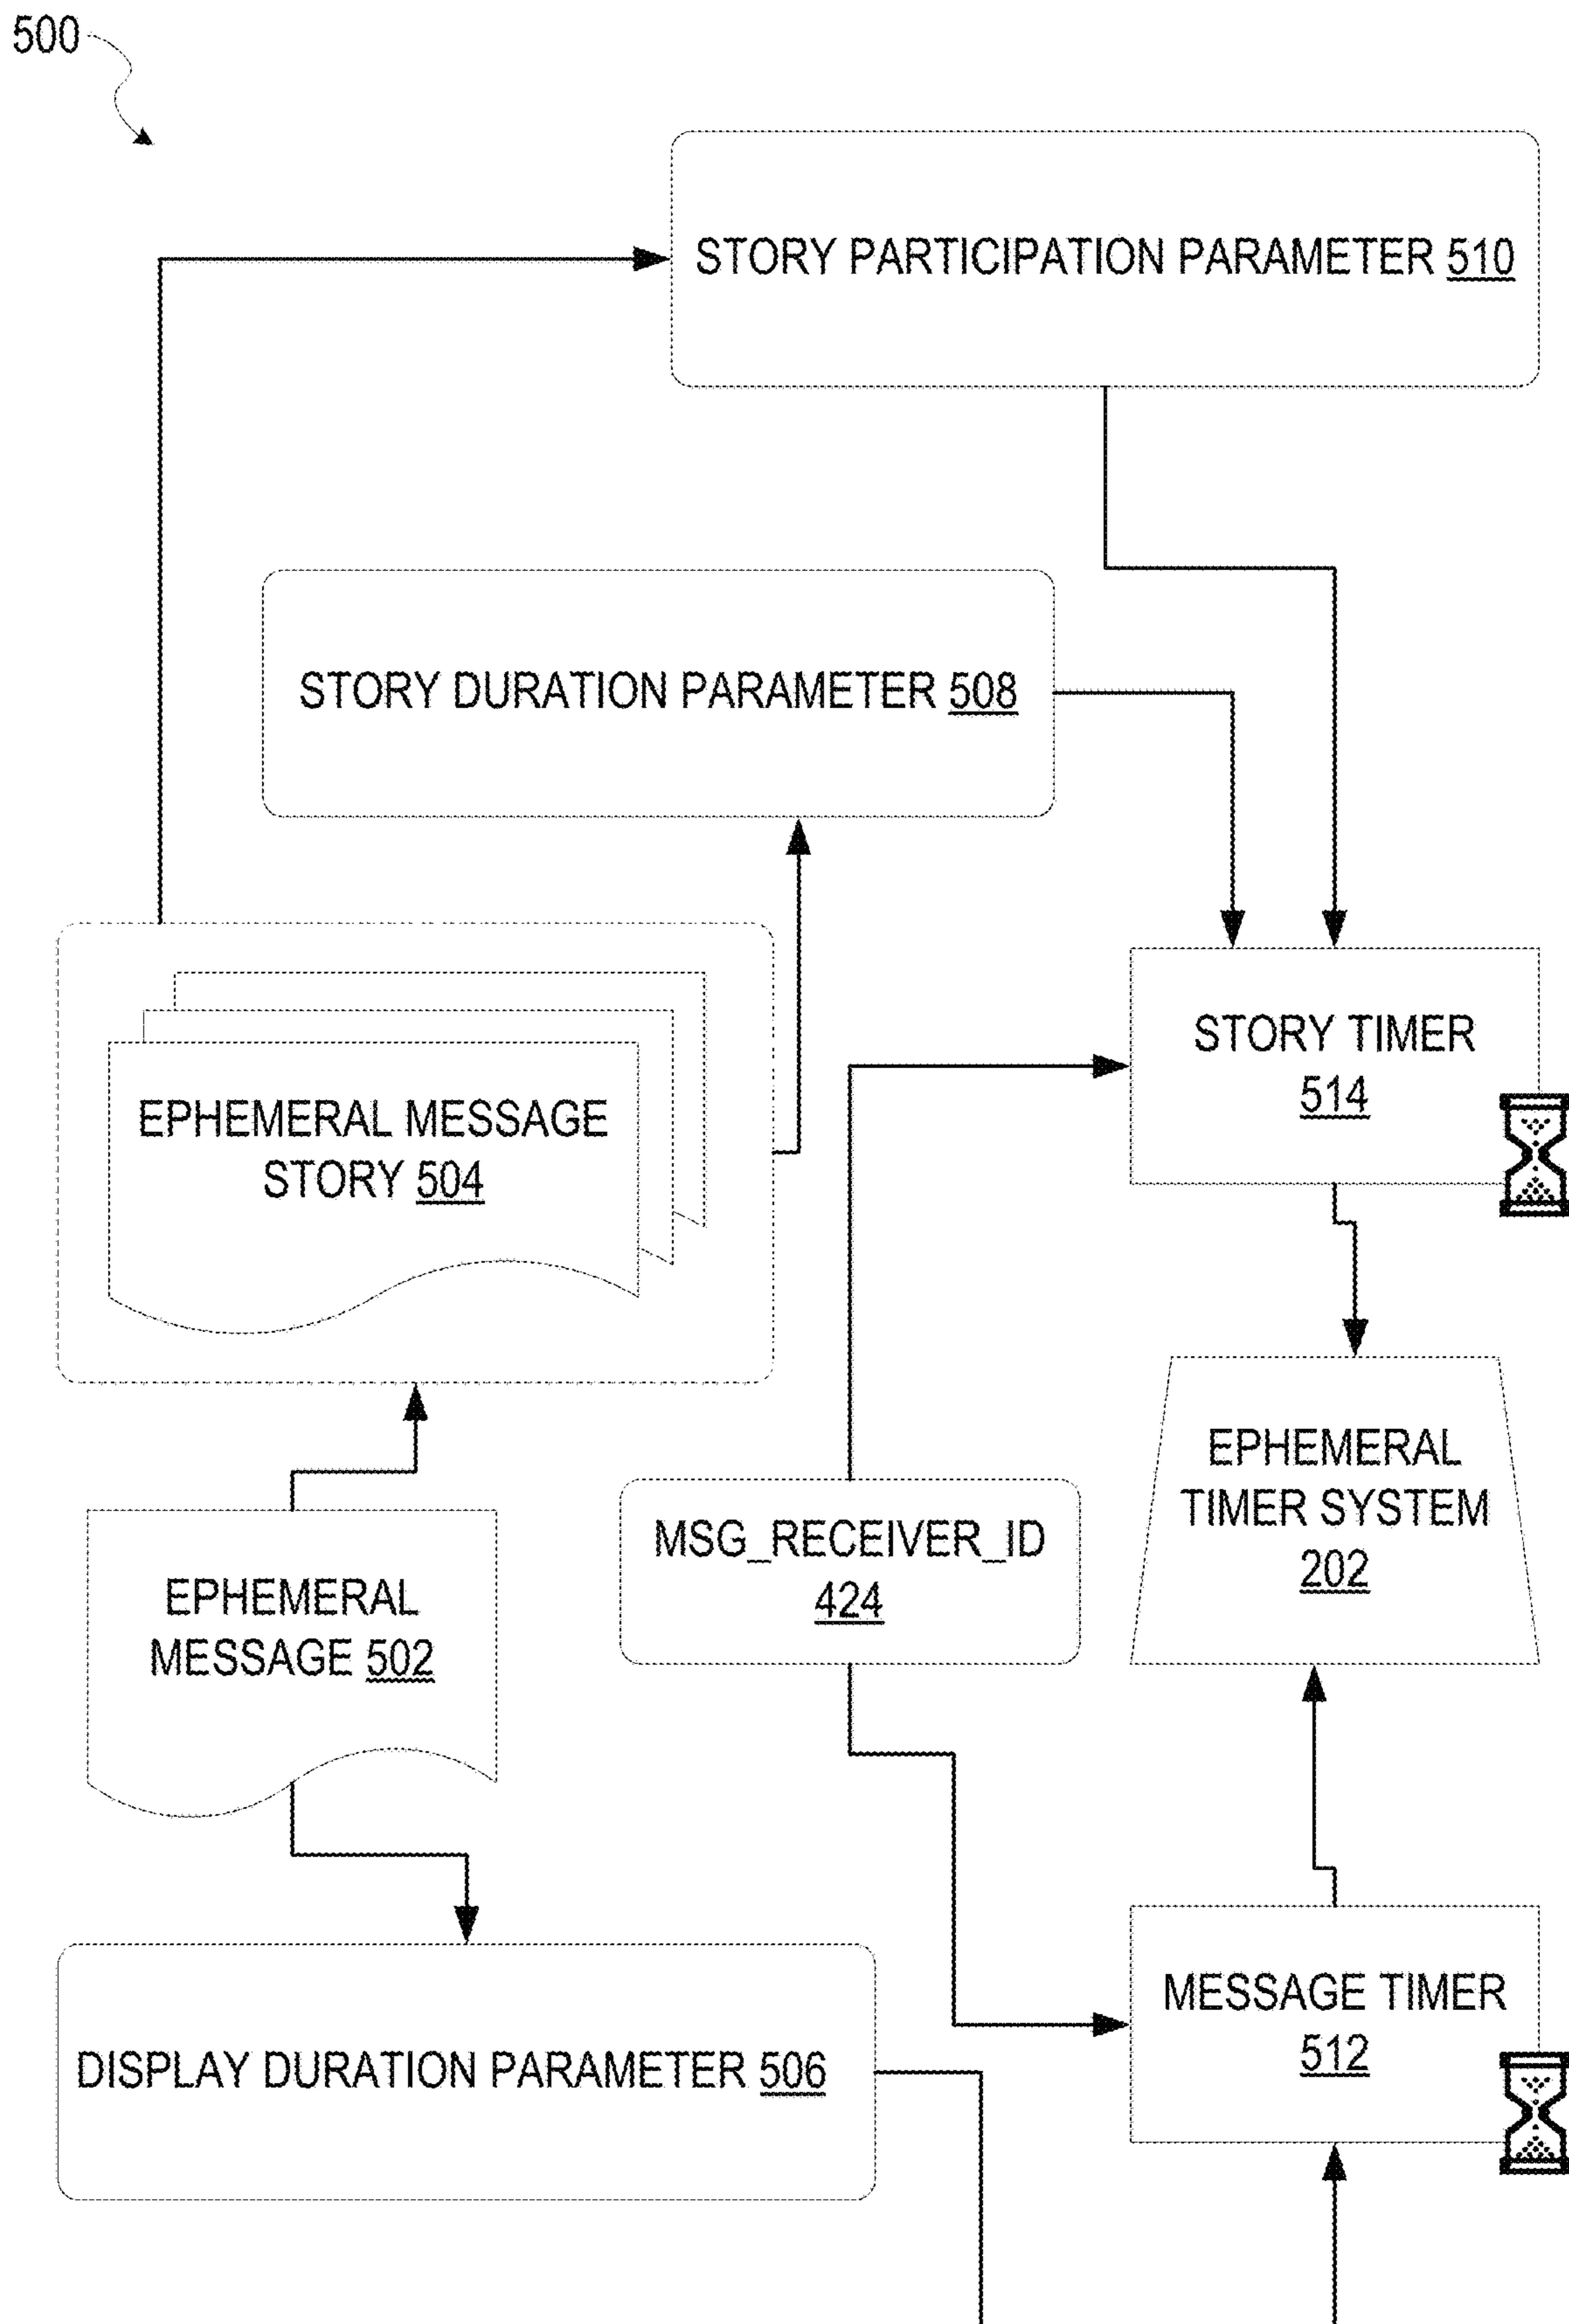 500
STORY PARTICIPATION PARAMETER 510
STORY DURATION PARAMETER 508
EPHEMERAL MESSAGE
STORY 504
STORY TIMER
514
EPHEMERAL
TIMER SYSTEM
202
MSG_RECEIVER_ID
424
EPHEMERAL
MESSAGE 502
MESSAGE TIMER
512
DISPLAY DURATION PARAMETER 506